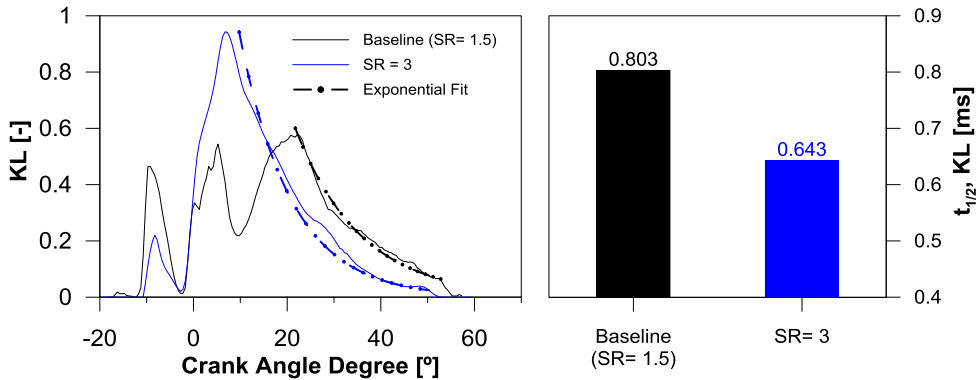 1
0.8
0.6
0.4
0.2
0
KL [-]
-20
0
20
40
60
Crank Angle Degree [º]
Baseline (SR= 1.5)
SR = 3
Exponential Fit
0.803
0.643
Baseline
(SR= 1.5)
SR= 3
0.9
0.8
0.7
0.6
0.5
0.4
t1/2, KL [ms]